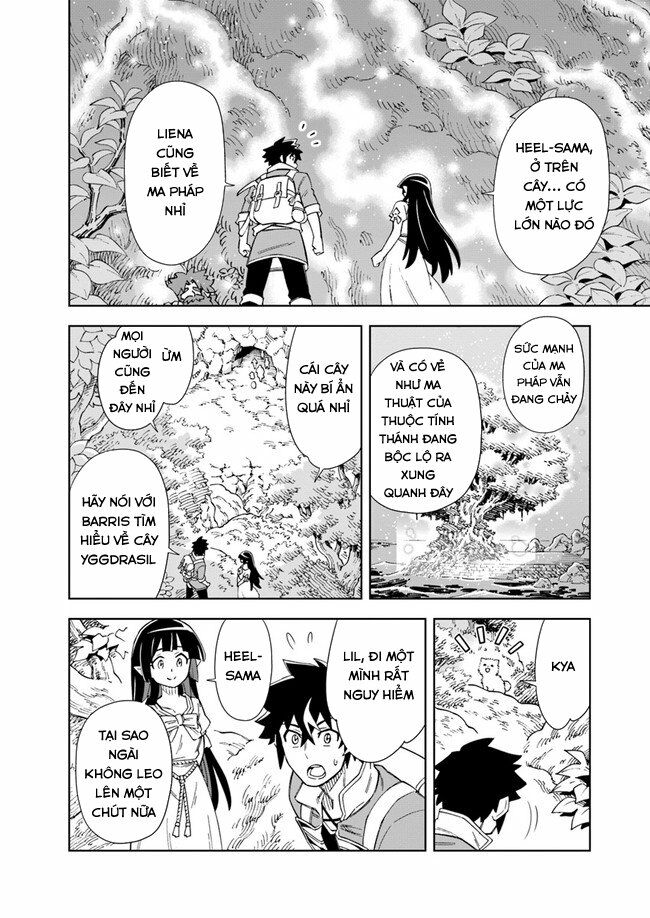 HEEL-SAMA,
Ở TRÊN
CÂY... CÓ
MỘT LỰC
LỚN NÀO ĐÓ
LIENA
CŨNG
BIẾT VỀ
MA PHÁP
NHỈ
SỨC MẠNH
CỦA MA
PHÁP VẪN
ĐANG CHẢY
VÀ CÓ VẺ
NHƯ MA
THUẬT CỦA
THUỘC TÍNH
THÁNH ĐANG
BỘC LỘ RA
XUNG
QUANH ĐÂY
CÁI CÂY
NÀY BÍ ẨN
QUÁ NHỈ
ỪM
MỌI
NGƯỜI
CŨNG
ĐẾN
ĐÂY NHỈ
HÃY NÓI VỚI
BARRIS TÌM
HIỂU VỀ CÂY
YGGDRASIL
KYA
LIL, ĐI MỘT
MÌNH RẤT
NGUY HIỂM
HEEL-
SAMA
TẠI SAO
NGÀI
KHÔNG LEO
LÊN MỘT
CHÚT NỮA